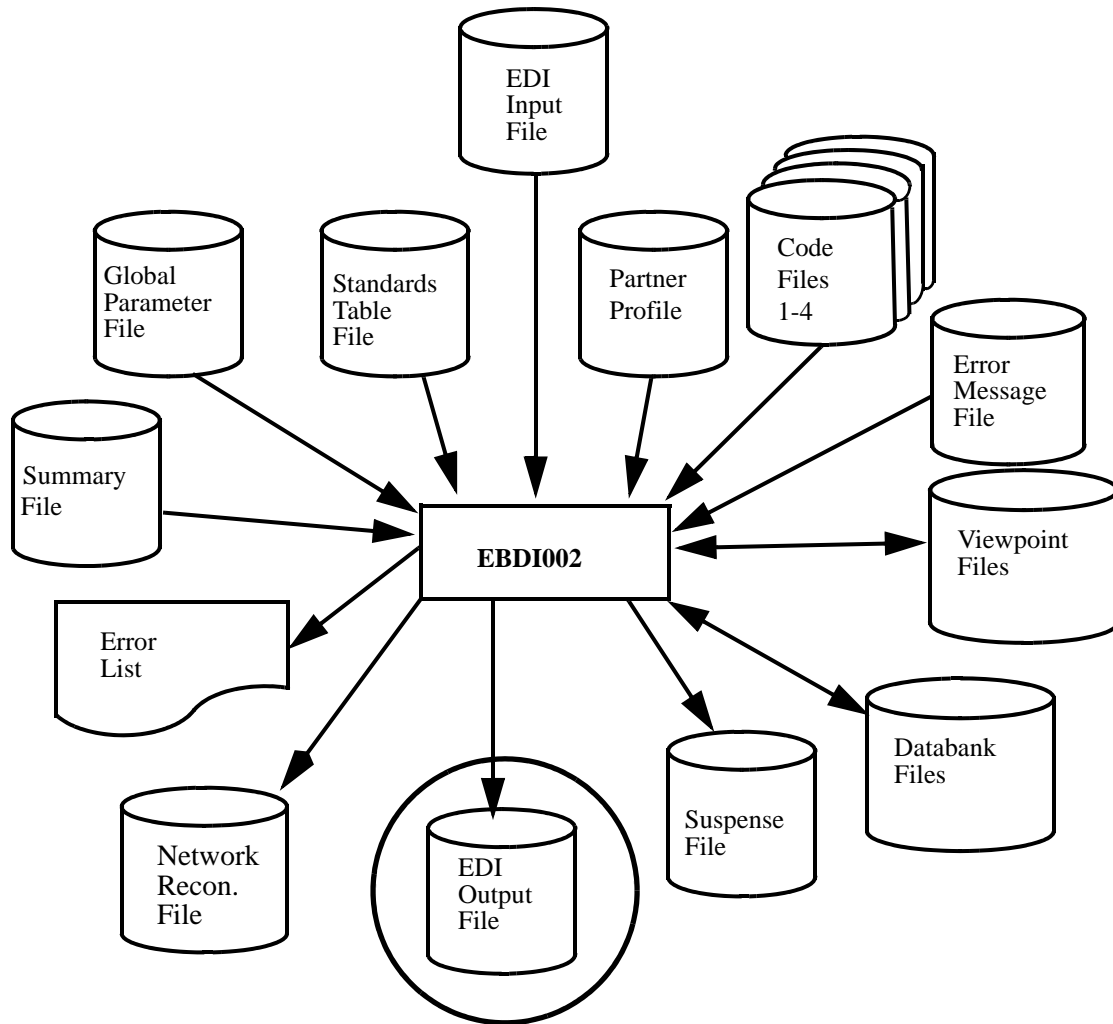 EDI
Input
File
Global
Parameter
File
Standards
Table
File
Partner
Profile
Code
Files
1-4
Error
Message
File
Summary
File
EBDI002
Viewpoint
Files
Error
List
Databank
Files
Network
Recon.
File
EDI
Output
File
Suspense
File